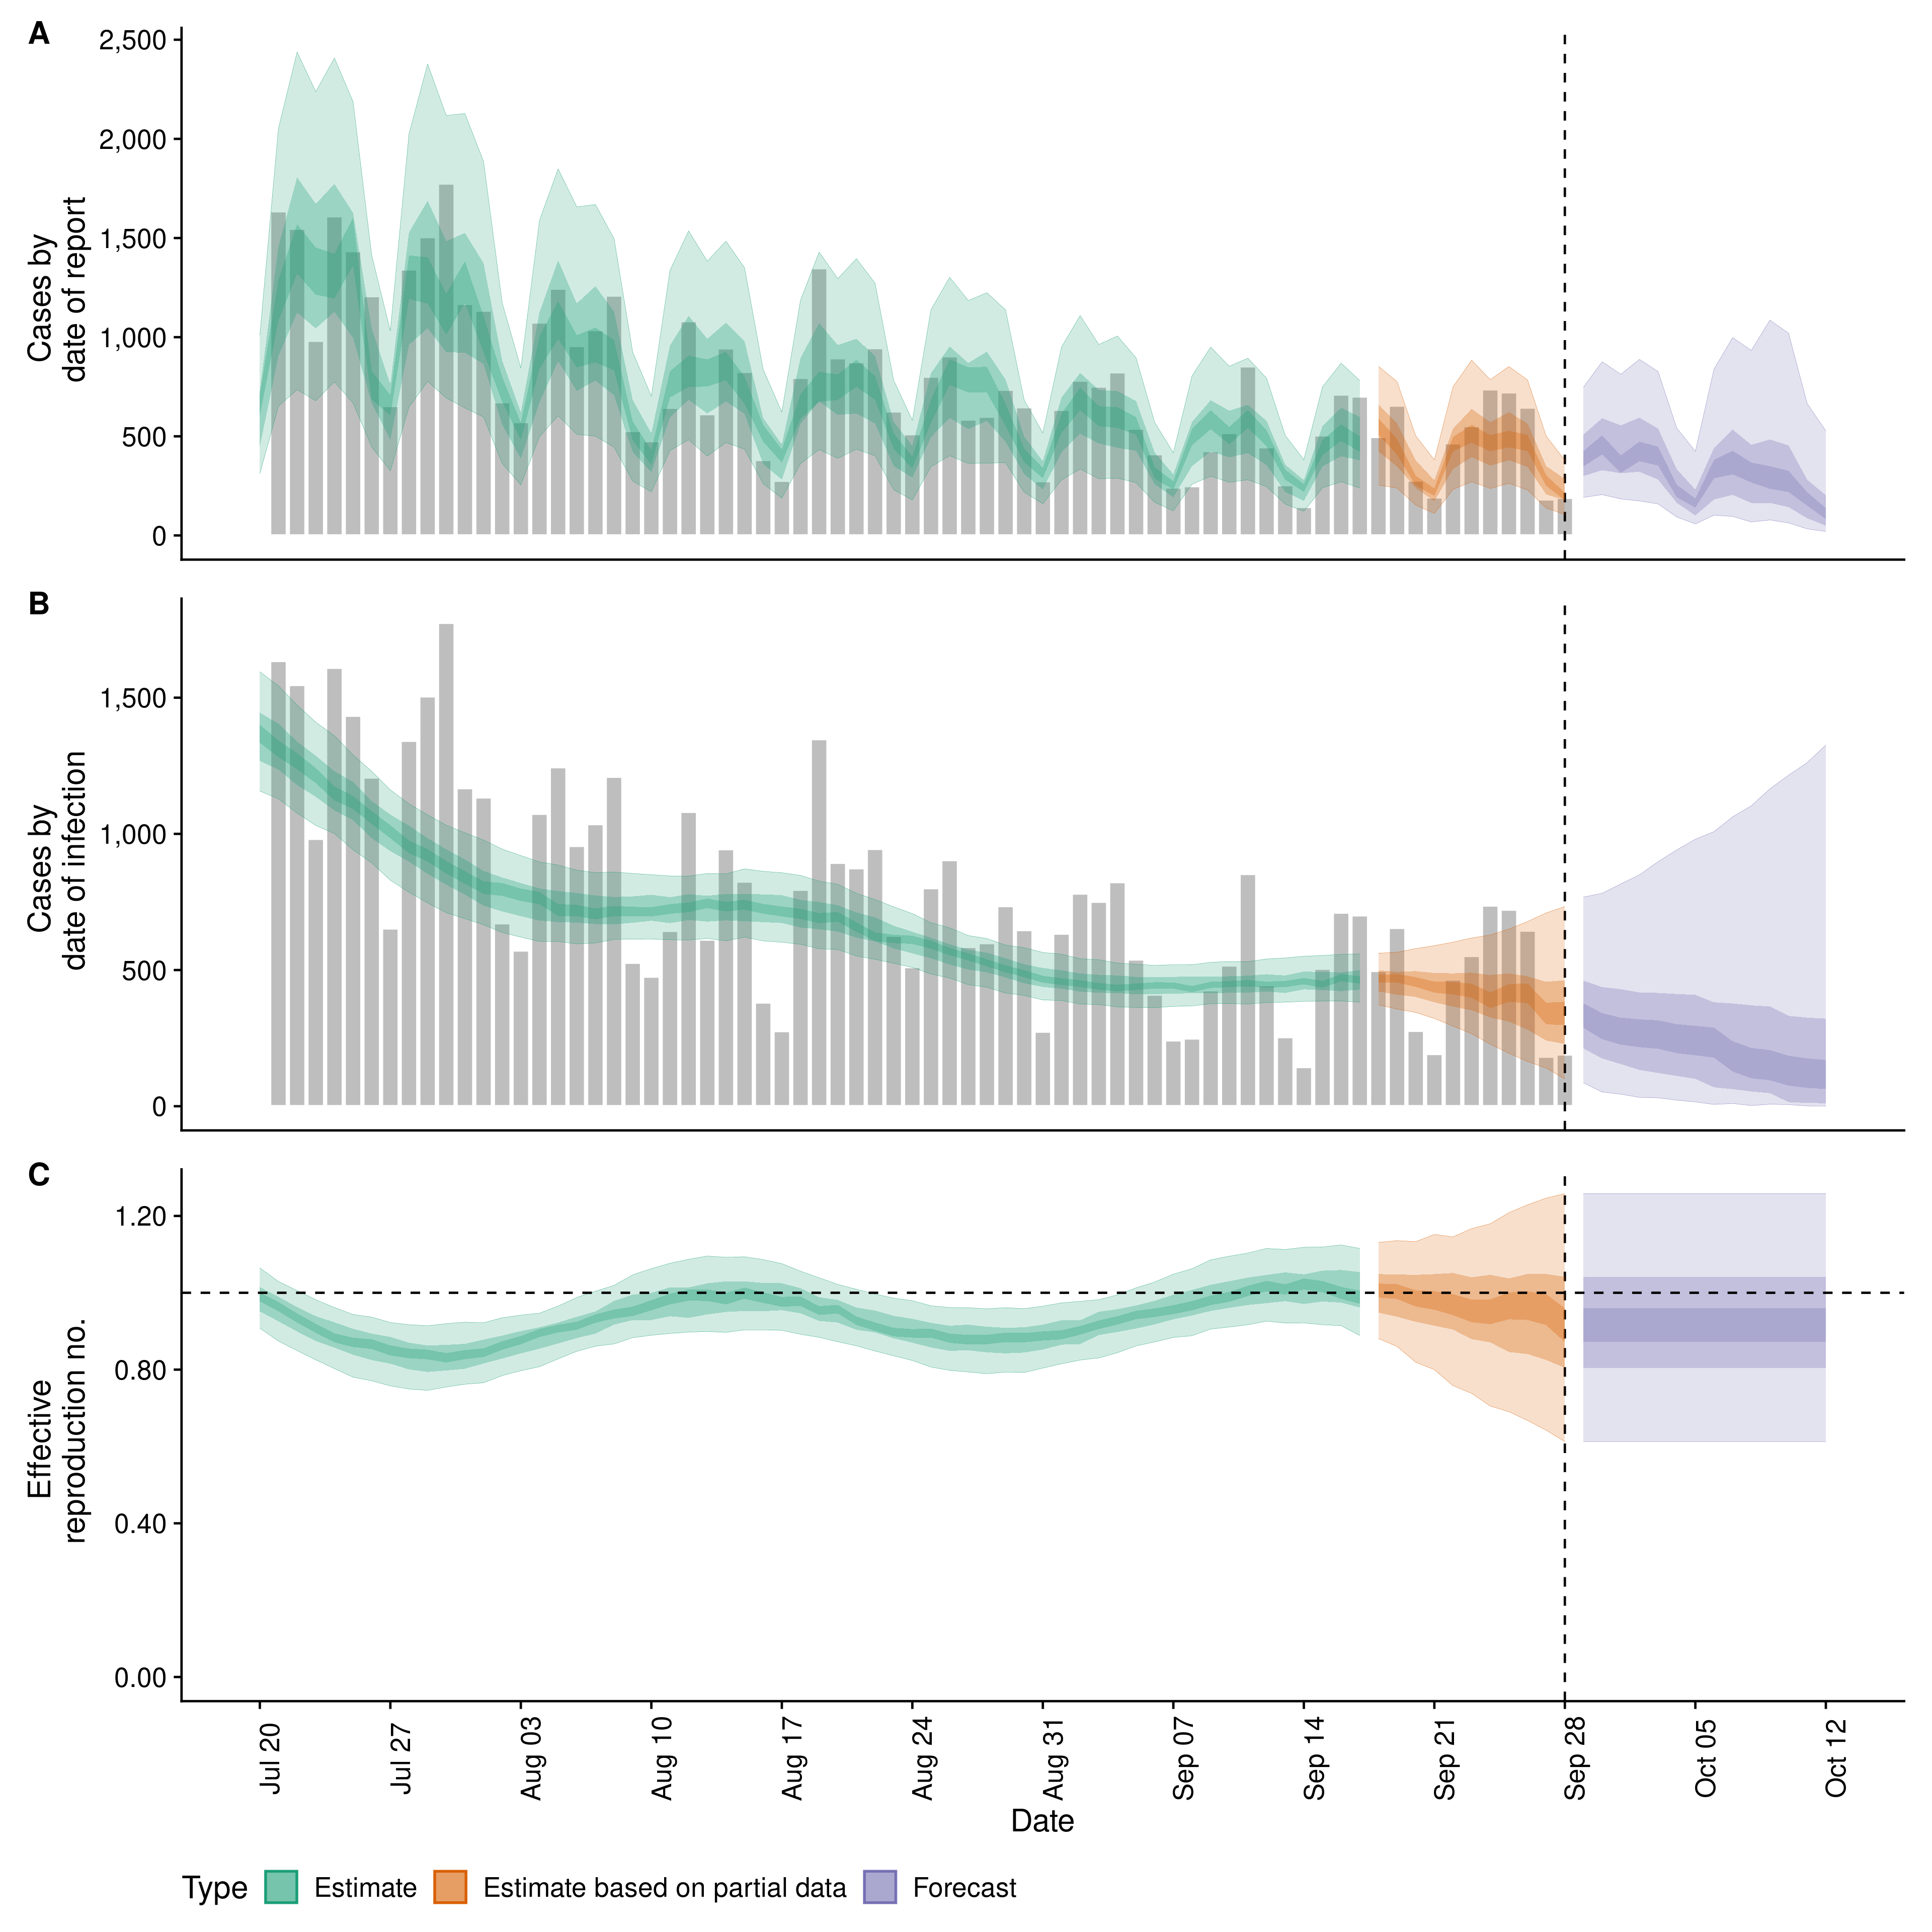 A
2,500
2,000
1,500
1,000
500
0
Cases by
date of report
B
1,500
1,000
500
0
Cases by
date of infection
C
1.20
0.80
0.40
0.00
Effective
reproduction no.
Jul 20
Jul 27
Aug 03
Aug 10
Aug 17
Aug 24
Aug 31
Sep 07
Sep 14
Sep 21
Sep 28
Oct 05
Oct 12
Date
Type Estimate Estimate based on partial data Forecast